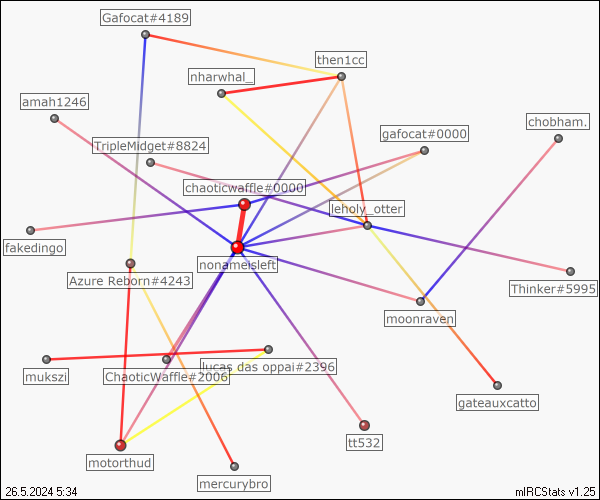 Gafocat#4189
then1cc
nharwhal_
amah1246
chobham.
gafocat#0000
TripleMidget#8824
chaoticwaffle#0000
leholy_otter
fakedingo
nonameisleft
Azure Reborn#4243
Thinker#5995
moonraven
lucas das oppai#2396
mukszi
ChaoticWaffle#2006
gateauxcatto
tt532
motorthud
mercurybro
26.5.2024 5:34
mIRCStats v1.25